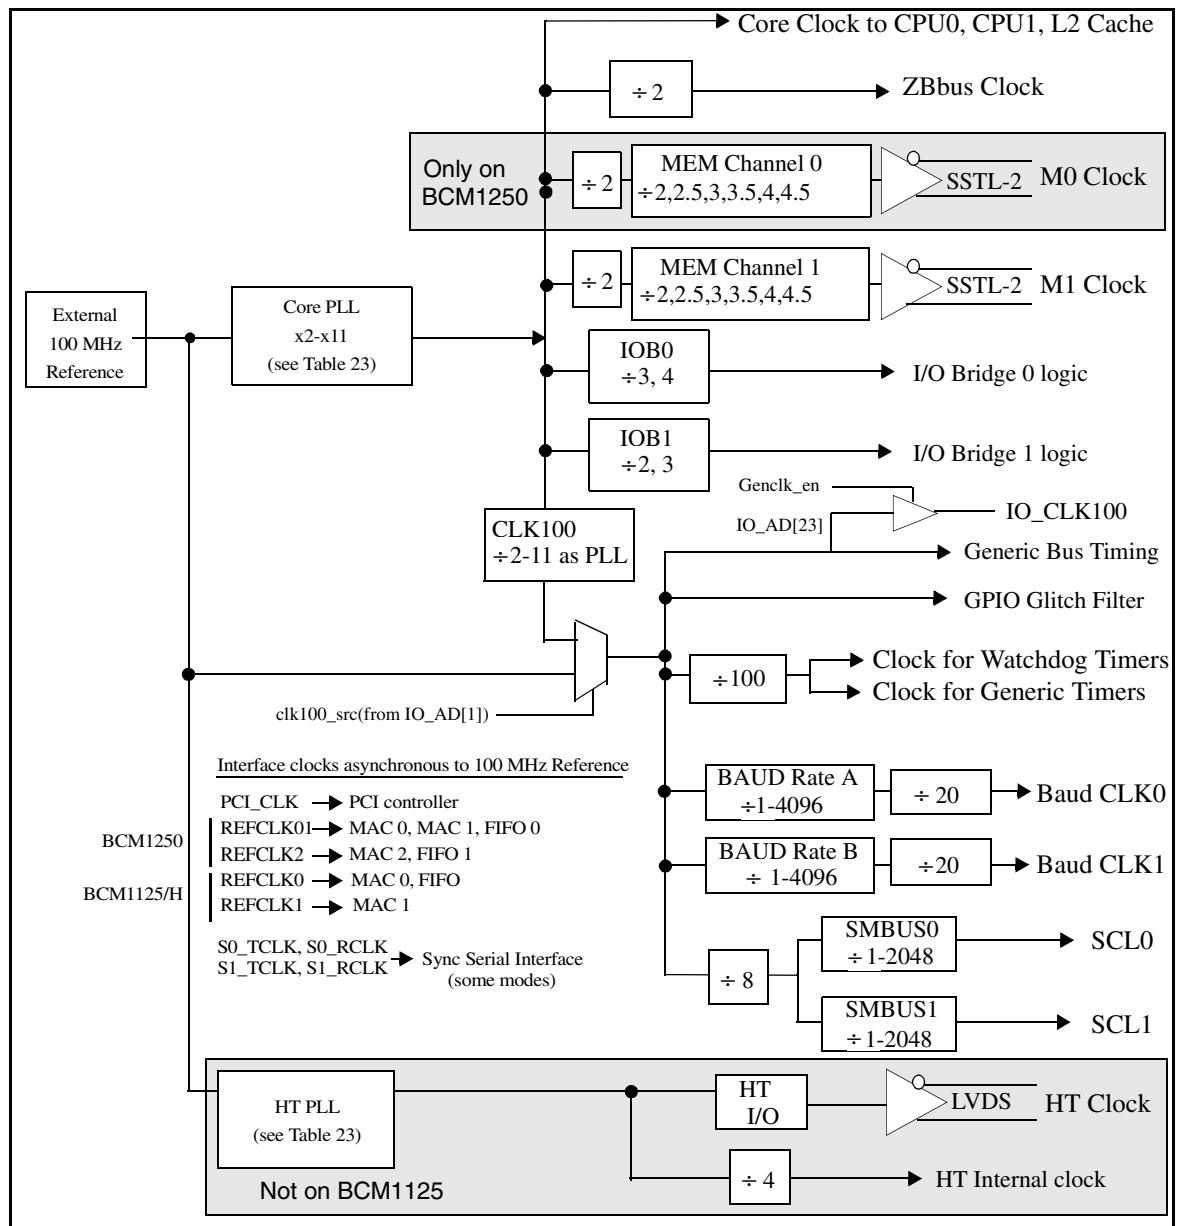 Core Clock to CPU0, CPU1, L2 Cache
÷ 2
ZBbus Clock
Only on
BCM1250
÷ 2
MEM Channel 0
÷2,2.5,3,3.5,4,4.5
SSTL-2
M0 Clock
÷ 2
MEM Channel 1
÷2,2.5,3,3.5,4,4.5
SSTL-2
M1 Clock
External
100 MHz
Reference
Core PLL
x2-x11
(see Table 23)
IOB0
÷3, 4
I/O Bridge 0 logic
IOB1
÷2, 3
I/O Bridge 1 logic
Genclk_en
IO_AD[23]
IO_CLK100
CLK100
÷2-11 as PLL
Generic Bus Timing
GPIO Glitch Filter
÷100
Clock for Watchdog Timers
Clock for Generic Timers
clk100_src(from IO_AD[1])
Interface clocks asynchronous to 100 MHz Reference
PCI_CLK
PCI controller
BCM1250
REFCLK01
MAC 0, MAC 1, FIFO 0
REFCLK2
MAC 2, FIFO 1
BCM1125/H
REFCLK0
MAC 0, FIFO
REFCLK1
MAC 1
S0_TCLK, S0_RCLK
S1_TCLK, S1_RCLK
Sync Serial Interface
(some modes)
BAUD Rate A
÷1-4096
÷ 20
Baud CLK0
BAUD Rate B
÷ 1-4096
÷20
Baud CLK1
÷ 8
SMBUS0
÷ 1-2048
SCL0
SMBUS1
÷ 1-2048
SCL1
HT PLL
(see Table 23)
HT
I/O
LVDS
HT Clock
÷ 4
HT Internal clock
Not on BCM1125